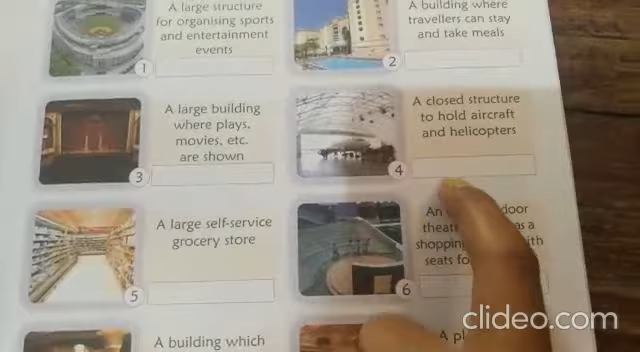 A large structure
for organising sports
and entertainment
events
1
A building where
travellers can stay
and take meals
2
A large building
where plays,
movies, etc.
are shown
3
A closed structure
to hold aircraft
and helicopters
4
A large self-service
grocery store
5
An door
theat as a
shopping ith
seats fo
6
A building which
A pl
clideo.com